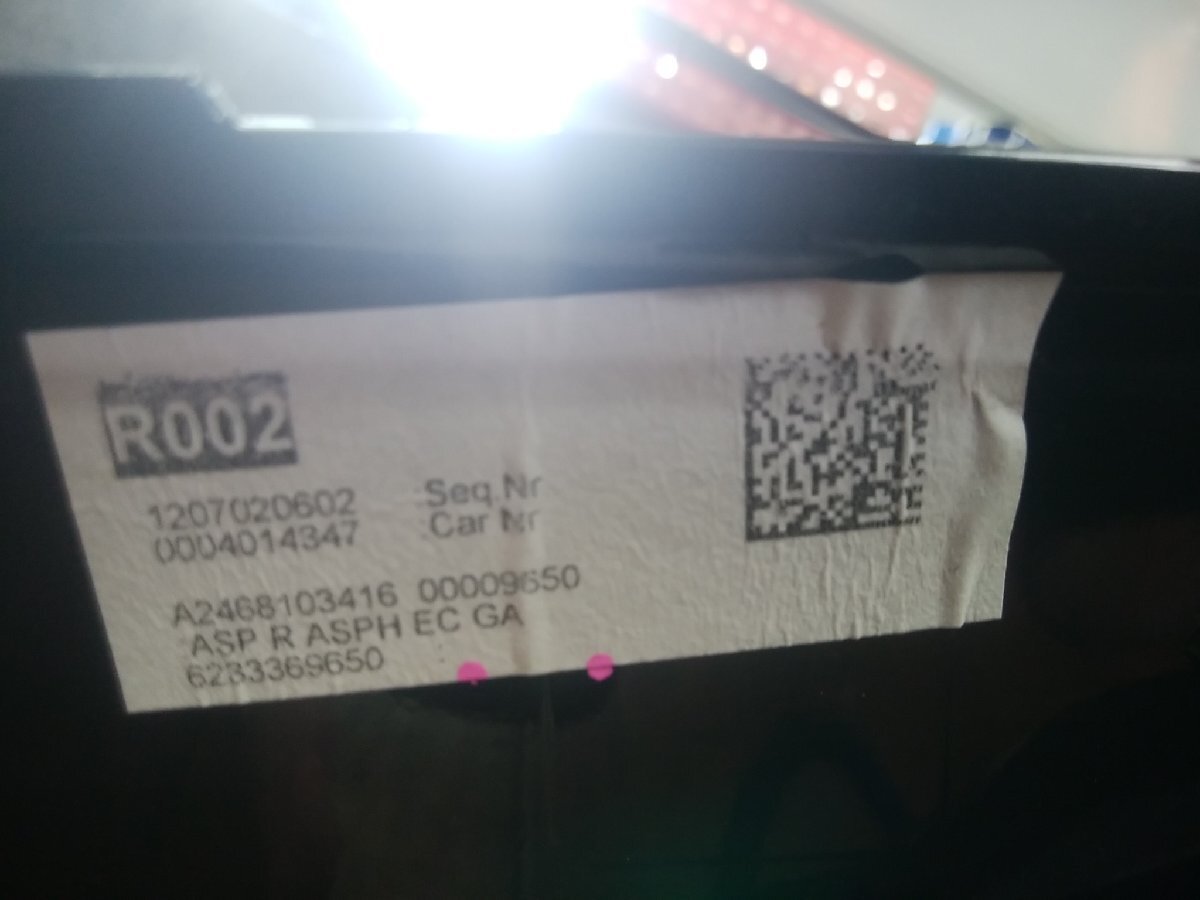 R002
1207020602 Seq.Nr
0004014347 Car Nr
A2468103416 00009650
ASP R ASPH EC GA
6233369650